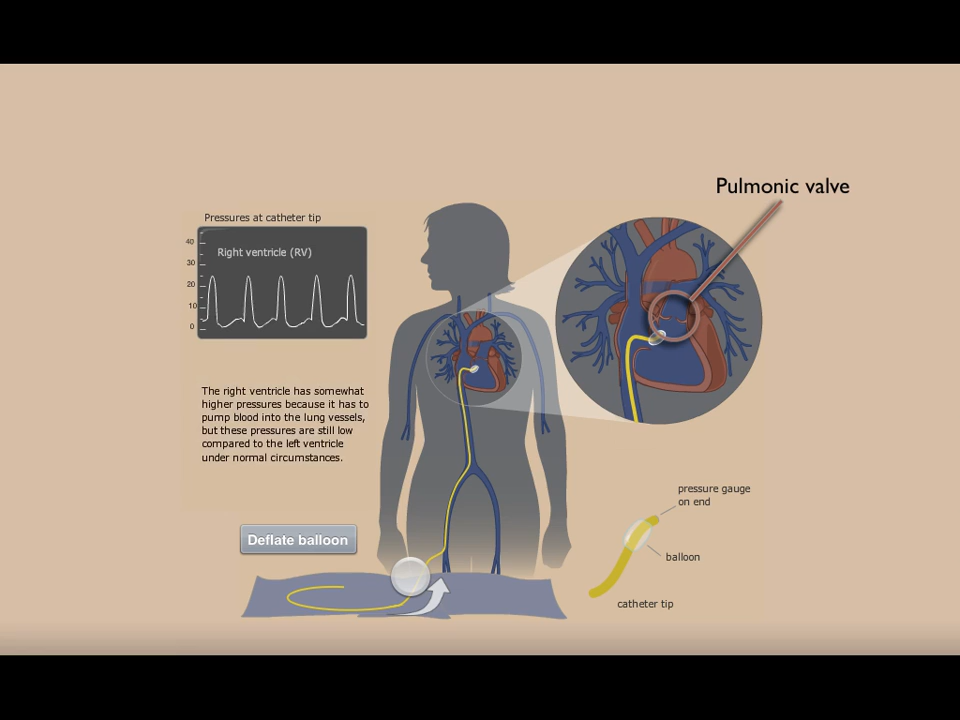 Pulmonic valve
Pressures at catheter tip
Right ventricle (RV)
40
30
20
10
0
The right ventricle has somewhat
higher pressures because it has to
pump blood into the lung vessels,
but these pressures are still low
compared to the left ventricle
under normal circumstances.
pressure gauge
on end
Deflate balloon
balloon
catheter tip